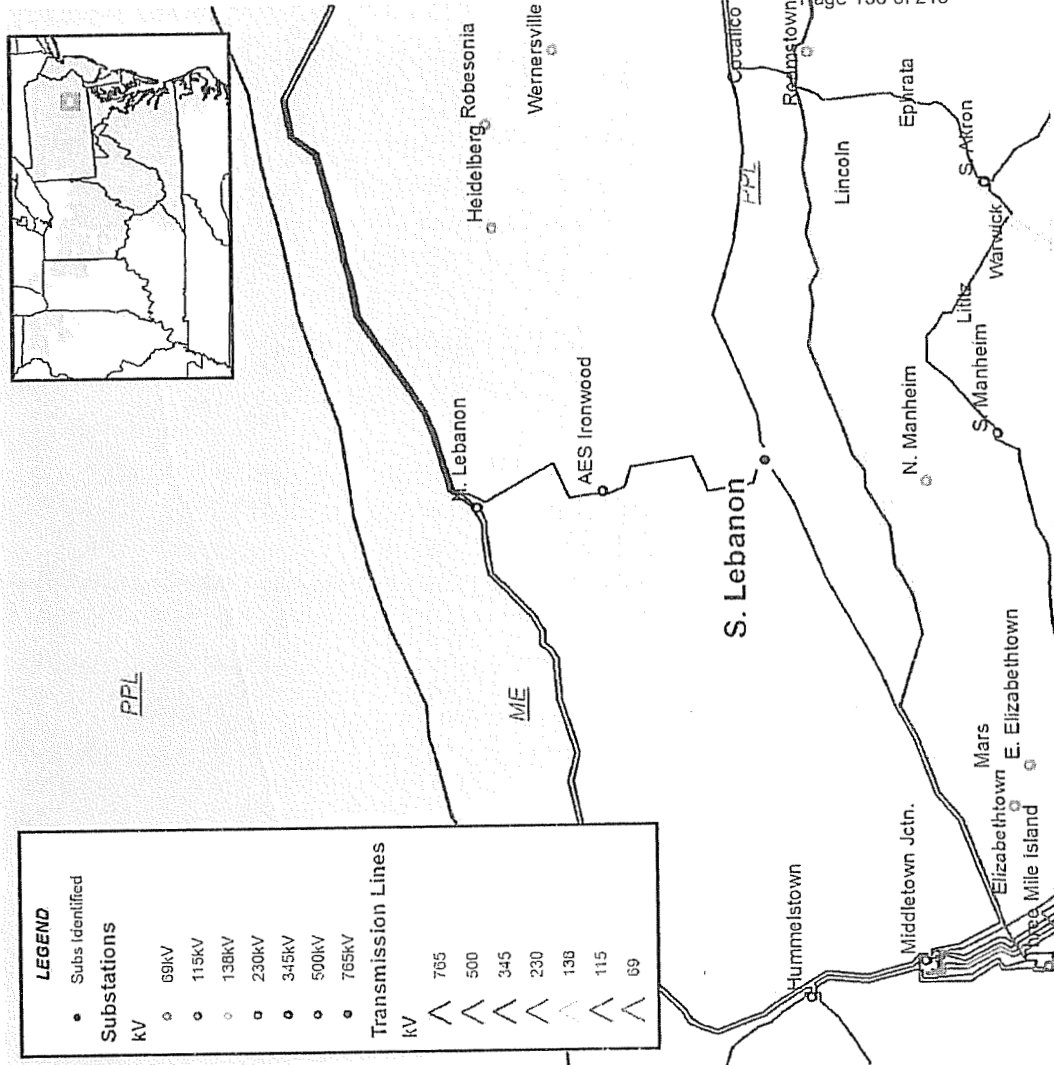 LEGEND
Subs Identified
Substations
kV
69kV
115kV
138kV
230kV
345kV
500kV
765kV
Transmission Lines
kV
765
500
345
230
138
115
69
PPL
ME
PPL
Robesonia
Heidelberg
Wernersville
Lebanon
AES Ironwood
S. Lebanon
Cocalico
Reamstown
Ephrata
Lincoln
S. Akron
Warwick
Lititz
S. Manheim
N. Manheim
Mars
E. Elizabethtown
Elizabethtown
Three Mile Island
Middletown Jctn.
Hummelstown